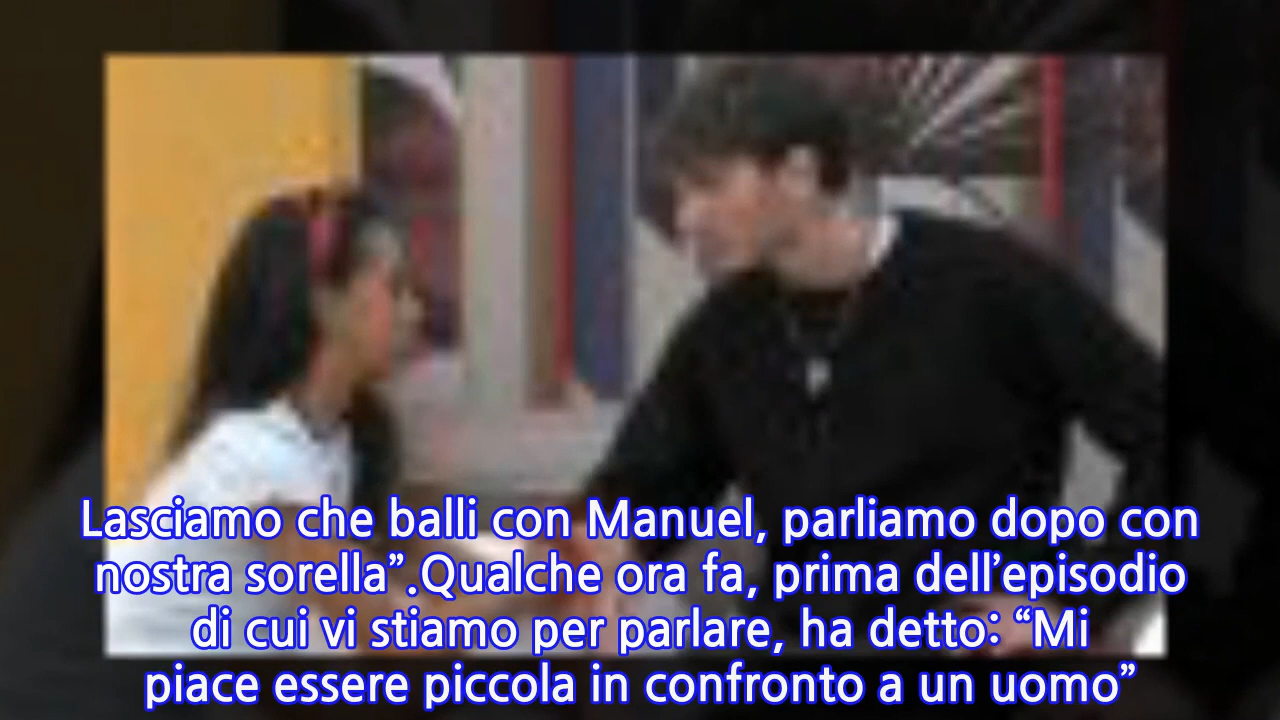 Lasciamo che balli con Manuel, parliamo dopo con
nostra sorella”.Qualche ora fa, prima dell’episodio
di cui vi stiamo per parlare, ha detto: “Mi
piace essere piccola in confronto a un uomo”